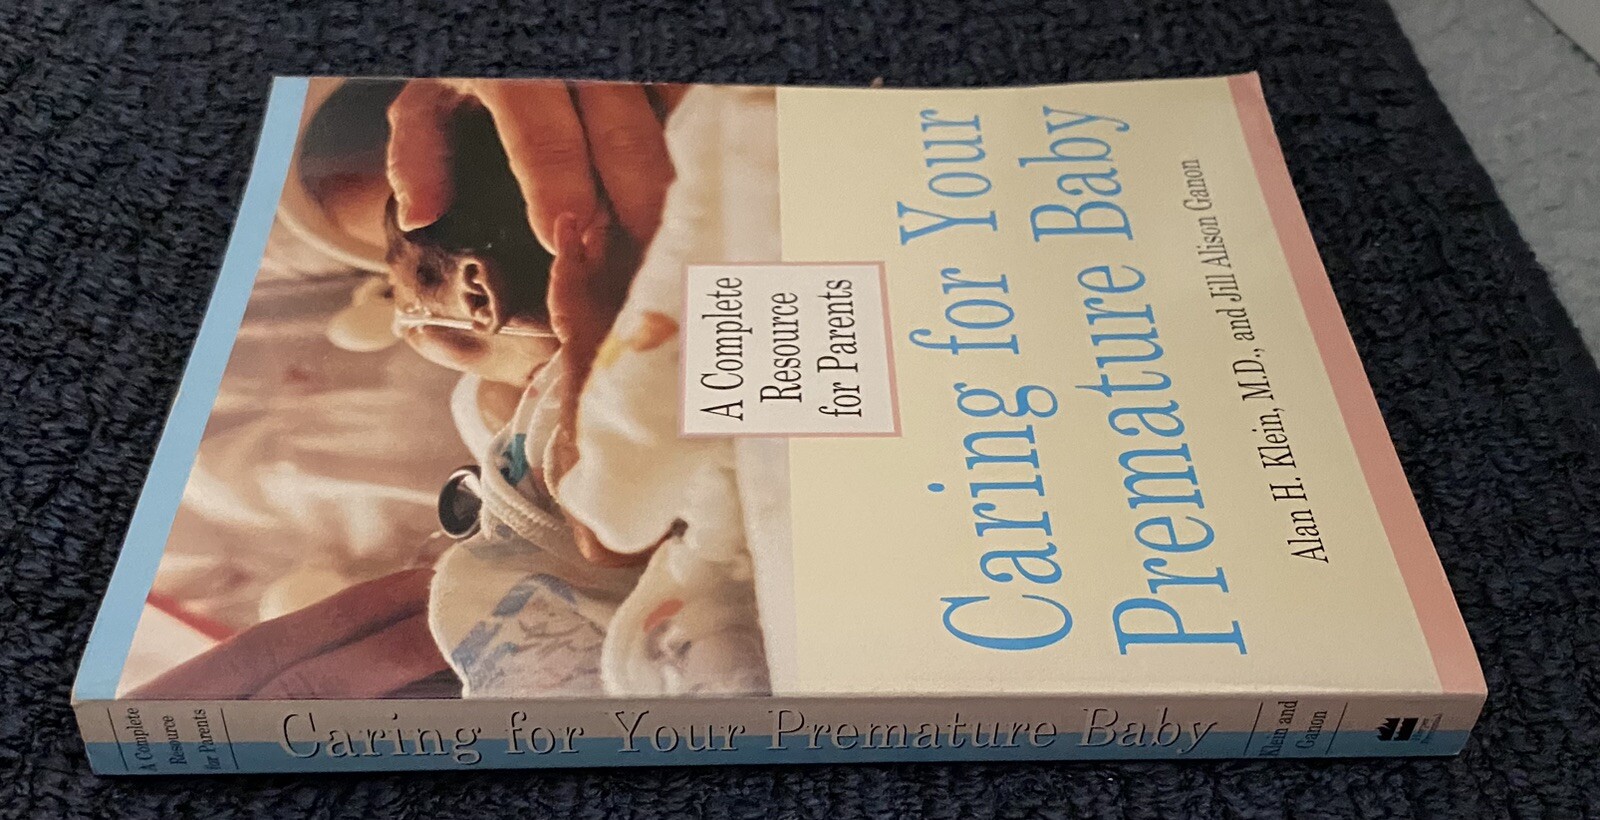 A Complete
Resource
for Parents
Caring for Your
Premature Baby
Alan H. Klein, M.D., and Jill Alison Ganon
A Complete
Resource
for Parents
Caring for Your Premature Baby
Klein and
Ganon